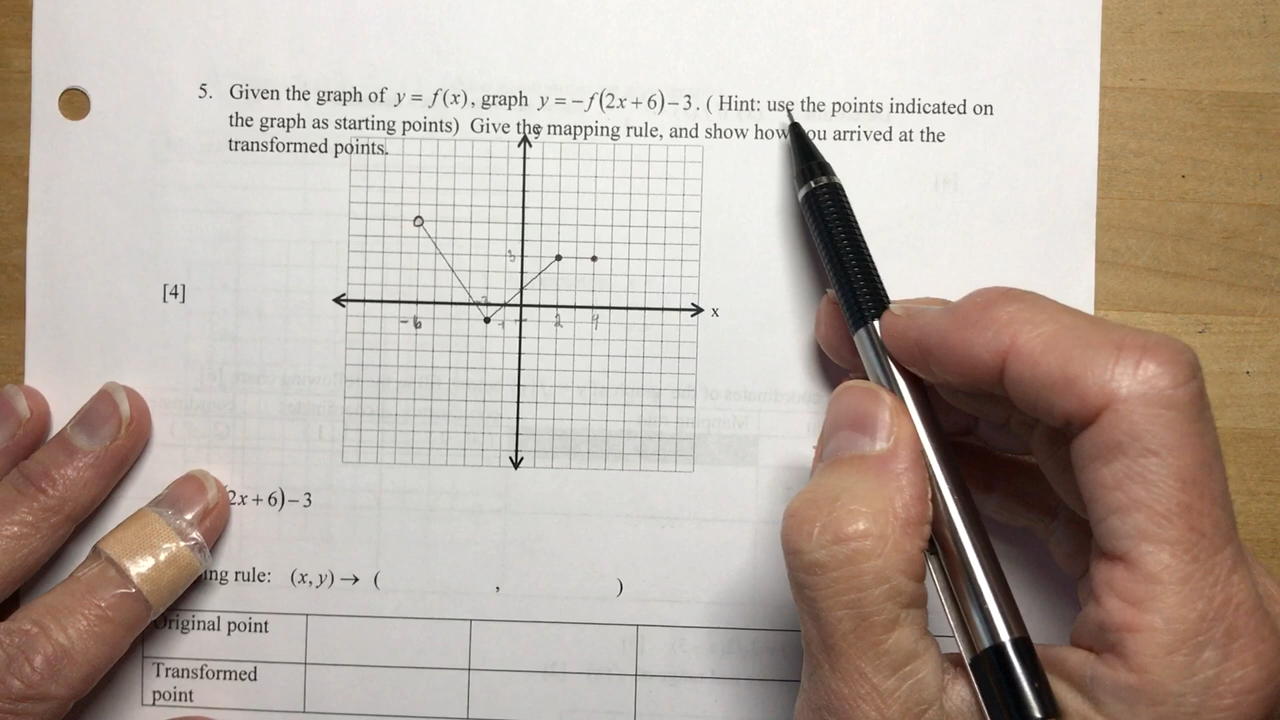 5. Given the graph of y = f(x), graph y = −f(2x+6)−3. ( Hint: use the points indicated on
the graph as starting points) Give the mapping rule, and show how you arrived at the
transformed points.
y
3
[4]
x
-6
-1
2
4
2x+6)−3
ing rule: (x,y)→ ( , )
Original point
Transformed
point